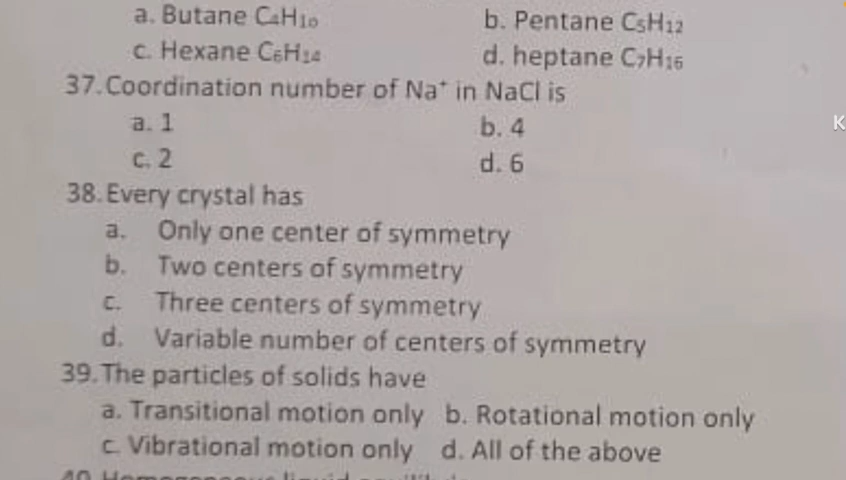 a. Butane C₄H₁₀ b. Pentane C₅H₁₂
c. Hexane C₆H₁₄ d. heptane C₇H₁₆
37. Coordination number of Na⁺ in NaCl is
a. 1 b. 4
c. 2 d. 6
38. Every crystal has
a. Only one center of symmetry
b. Two centers of symmetry
c. Three centers of symmetry
d. Variable number of centers of symmetry
39. The particles of solids have
a. Transitional motion only b. Rotational motion only
c. Vibrational motion only d. All of the above
40. Homogeneous liquid
K